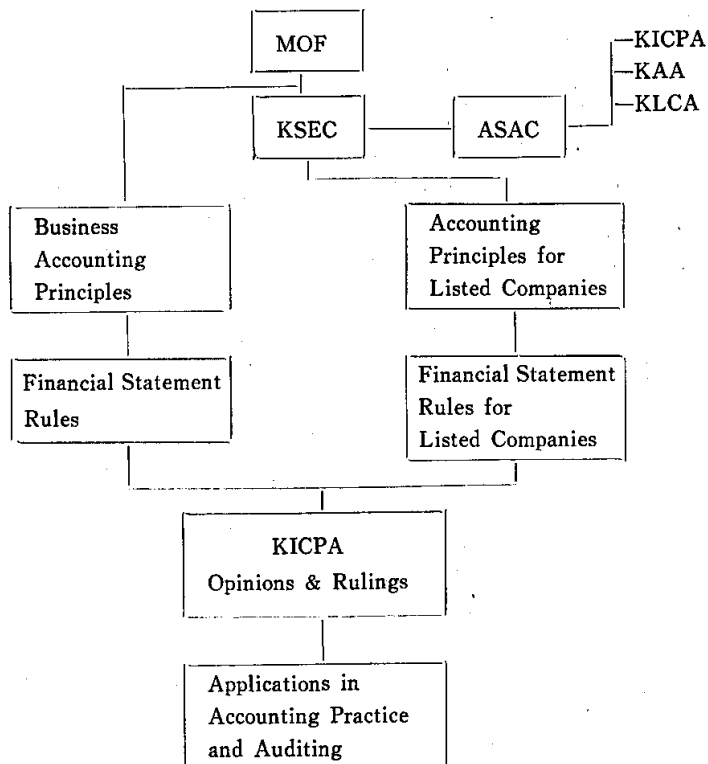 MOF
—KICPA
—KAA
—KLCA
KSEC
ASAC
Business
Accounting
Principles
Accounting
Principles for
Listed Companies
Financial Statement
Rules
Financial Statement
Rules for
Listed Companies
KICPA
Opinions & Rulings
Applications in
Accounting Practice
and Auditing